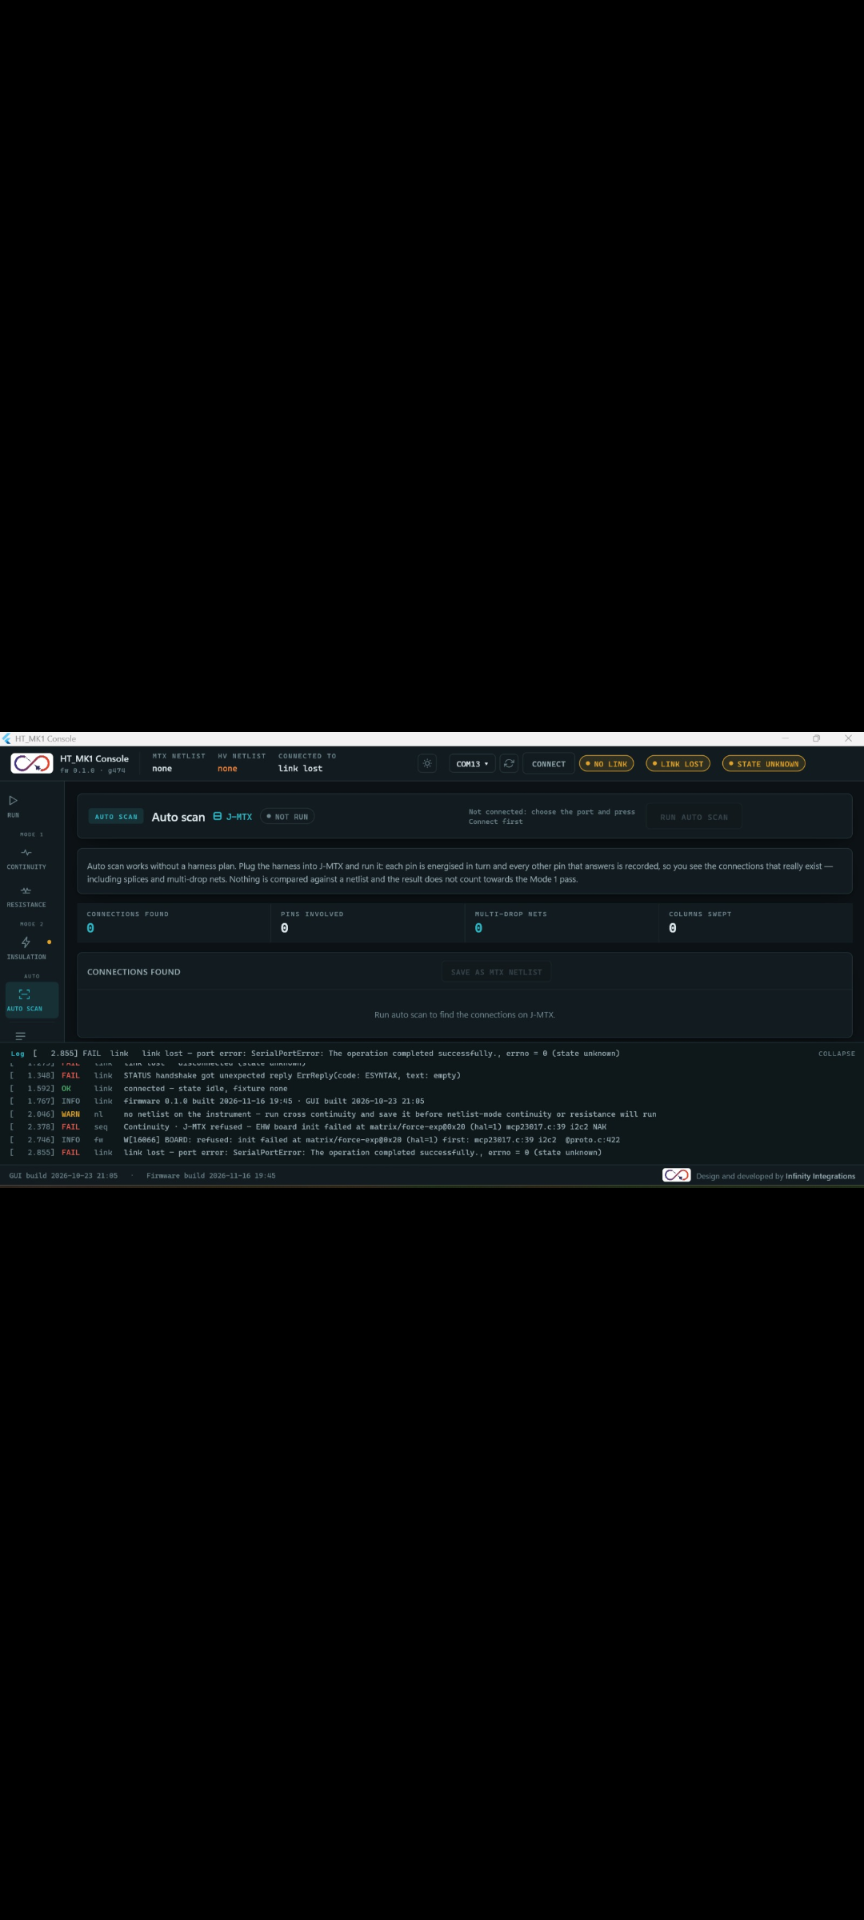 HT_MK1 Console
HT_MK1 Console
fw 0.1.0 · g474
MTX NETLIST
none
HV NETLIST
none
CONNECTED TO
link lost
COM13
CONNECT
NO LINK
LINK LOST
STATE UNKNOWN
RUN
MODE 1
CONTINUITY
RESISTANCE
MODE 2
INSULATION
AUTO
AUTO SCAN
AUTO SCAN
Auto scan
J-MTX
NOT RUN
Not connected: choose the port and press
Connect first
RUN AUTO SCAN
Auto scan works without a harness plan. Plug the harness into J-MTX and run it: each pin is energised in turn and every other pin that answers is recorded, so you see the connections that really exist —
including splices and multi-drop nets. Nothing is compared against a netlist and the result does not count towards the Mode 1 pass.
CONNECTIONS FOUND
0
PINS INVOLVED
0
MULTI-DROP NETS
0
COLUMNS SWEPT
0
CONNECTIONS FOUND
SAVE AS MTX NETLIST
Run auto scan to find the connections on J-MTX.
Log [ 2.855] FAIL link link lost — port error: SerialPortError: The operation completed successfully., errno = 0 (state unknown)
COLLAPSE
[ 1.348] FAIL link STATUS handshake got unexpected reply ErrReply(code: ESYNTAX, text: empty)
[ 1.592] OK link connected — state idle, fixture none
[ 1.767] INFO link firmware 0.1.0 built 2026-11-16 19:45 · GUI built 2026-10-23 21:05
[ 2.046] WARN nl no netlist on the instrument — run cross continuity and save it before netlist-mode continuity or resistance will run
[ 2.378] FAIL seq Continuity · J-MTX refused — EHW board init failed at matrix/force-exp@0x20 (hal=1) mcp23017.c:39 i2c2 NAK
[ 2.746] INFO fw W[16066] BOARD: refused: init failed at matrix/force-exp@0x20 (hal=1) first: mcp23017.c:39 i2c2 @proto.c:422
[ 2.855] FAIL link link lost — port error: SerialPortError: The operation completed successfully., errno = 0 (state unknown)
GUI build 2026-10-23 21:05 · Firmware build 2026-11-16 19:45
Design and developed by Infinity Integrations